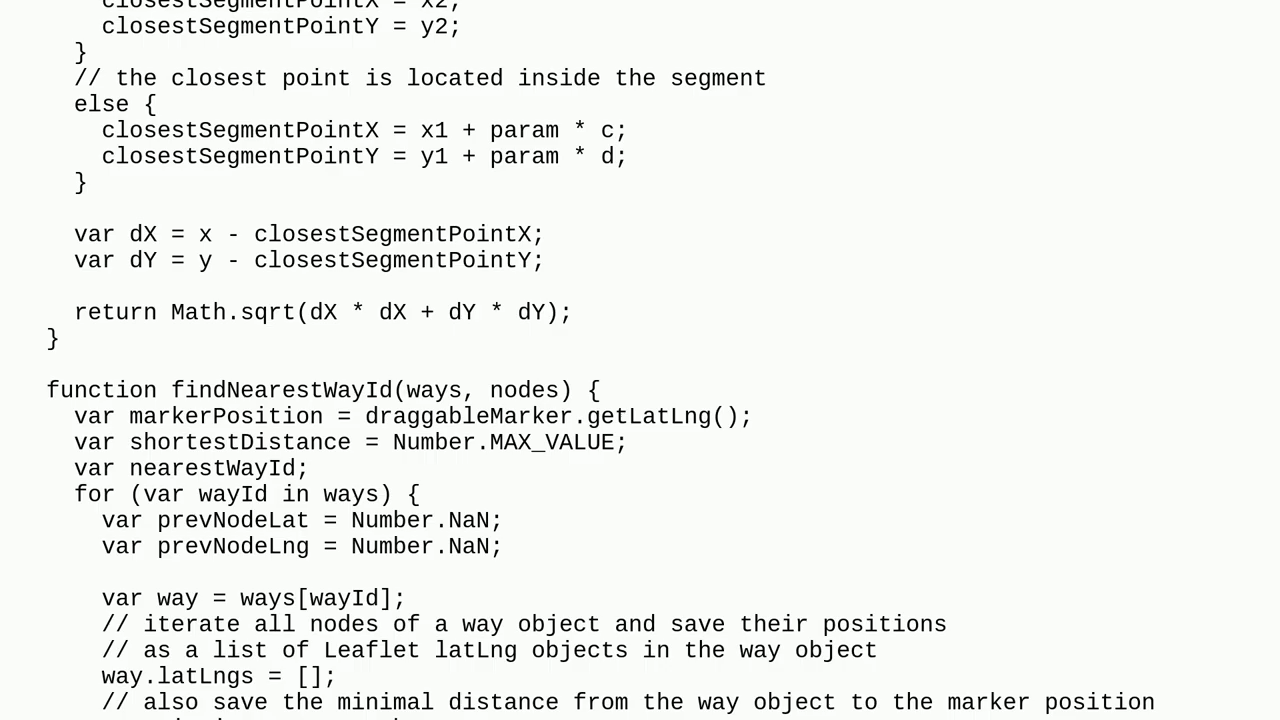 closestSegmentPointX = x2;
closestSegmentPointY = y2;
}
// the closest point is located inside the segment
else {
closestSegmentPointX = x1 + param * c;
closestSegmentPointY = y1 + param * d;
}
var dX = x - closestSegmentPointX;
var dY = y - closestSegmentPointY;
return Math.sqrt(dX * dX + dY * dY);
}
function findNearestWayId(ways, nodes) {
var markerPosition = draggableMarker.getLatLng();
var shortestDistance = Number.MAX_VALUE;
var nearestWayId;
for (var wayId in ways) {
var prevNodeLat = Number.NaN;
var prevNodeLng = Number.NaN;
var way = ways[wayId];
// iterate all nodes of a way object and save their positions
// as a list of Leaflet latLng objects in the way object
way.latLngs = [];
// also save the minimal distance from the way object to the marker position